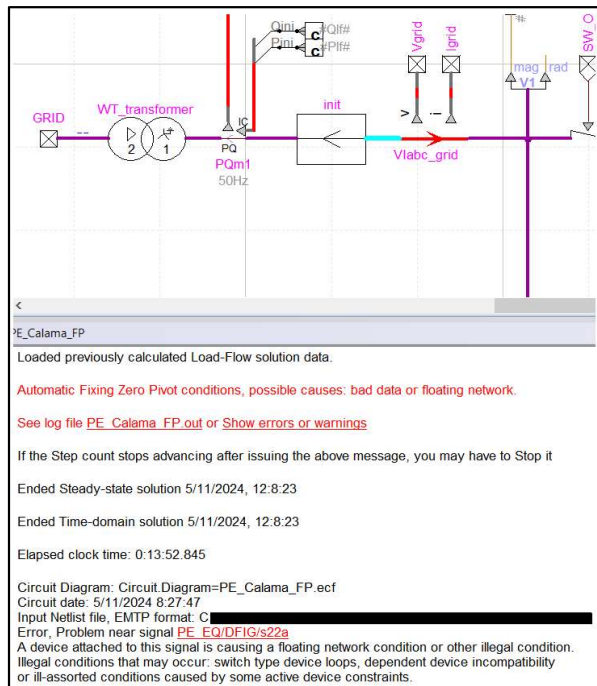 Qini
#Qlf#
c
Pini
#Plf#
c
Vgrid
Igrid
#
SW_O
mag
rad
V1
GRID
WT_transformer
init
2
1
IC
PQ
v
i
PQm1
VIabc_grid
50Hz
<
PE_Calama_FP
Loaded previously calculated Load-Flow solution data.
Automatic Fixing Zero Pivot conditions, possible causes: bad data or floating network.
See log file PE_Calama_FP.out or Show errors or warnings
If the Step count stops advancing after issuing the above message, you may have to Stop it
Ended Steady-state solution 5/11/2024, 12:8:23
Ended Time-domain solution 5/11/2024, 12:8:23
Elapsed clock time: 0:13:52.845
Circuit Diagram: Circuit.Diagram=PE_Calama_FP.ecf
Circuit date: 5/11/2024 8:27:47
Input Netlist file, EMTP format: C
Error, Problem near signal PE_EQ/DFIG/s22a
A device attached to this signal is causing a floating network condition or other illegal condition.
Illegal conditions that may occur: switch type device loops, dependent device incompatibility
or ill-assorted conditions caused by some active device constraints.